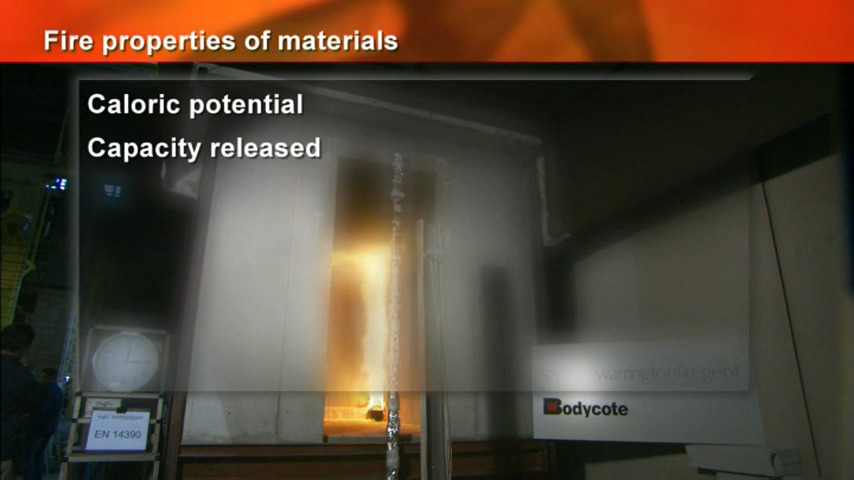 Fire properties of materials
Caloric potential
Capacity released
warringtonfiregent
Bodycote
EN 14390